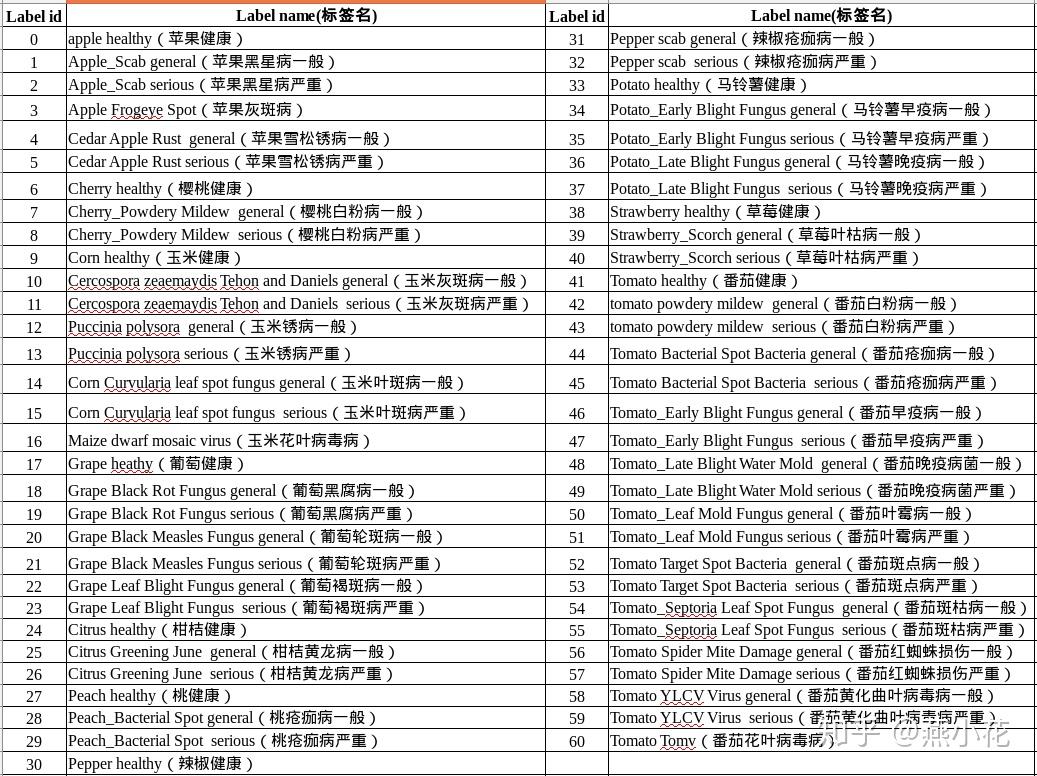 Label id Label name(标签名) Label id Label name(标签名)
0 apple healthy（苹果健康） 31 Pepper scab general（辣椒疮痂病一般）
1 Apple_Scab general（苹果黑星病一般） 32 Pepper scab  serious（辣椒疮痂病严重）
2 Apple_Scab serious（苹果黑星病严重） 33 Potato healthy（马铃薯健康）
3 Apple Frogeye Spot（苹果灰斑病） 34 Potato_Early Blight Fungus general（马铃薯早疫病一般）
4 Cedar Apple Rust  general（苹果雪松锈病一般） 35 Potato_Early Blight Fungus serious（马铃薯早疫病严重）
5 Cedar Apple Rust serious（苹果雪松锈病严重） 36 Potato_Late Blight Fungus general（马铃薯晚疫病一般）
6 Cherry healthy（樱桃健康） 37 Potato_Late Blight Fungus  serious（马铃薯晚疫病严重）
7 Cherry_Powdery Mildew  general（樱桃白粉病一般） 38 Strawberry healthy（草莓健康）
8 Cherry_Powdery Mildew  serious（樱桃白粉病严重） 39 Strawberry_Scorch general（草莓叶枯病一般）
9 Corn healthy（玉米健康） 40 Strawberry_Scorch serious（草莓叶枯病严重）
10 Cercospora zeaemaydis Tehon and Daniels general（玉米灰斑病一般） 41 Tomato healthy（番茄健康）
11 Cercospora zeaemaydis Tehon and Daniels  serious（玉米灰斑病严重） 42 tomato powdery mildew  general（番茄白粉病一般）
12 Puccinia polysora  general（玉米锈病一般） 43 tomato powdery mildew  serious（番茄白粉病严重）
13 Puccinia polysora serious（玉米锈病严重） 44 Tomato Bacterial Spot Bacteria general（番茄疮痂病一般）
14 Corn Curvularia leaf spot fungus general（玉米叶斑病一般） 45 Tomato Bacterial Spot Bacteria  serious（番茄疮痂病严重）
15 Corn Curvularia leaf spot fungus  serious（玉米叶斑病严重） 46 Tomato_Early Blight Fungus general（番茄早疫病一般）
16 Maize dwarf mosaic virus（玉米花叶病毒病） 47 Tomato_Early Blight Fungus  serious（番茄早疫病严重）
17 Grape heathy（葡萄健康） 48 Tomato_Late Blight Water Mold  general（番茄晚疫病菌一般）
18 Grape Black Rot Fungus general（葡萄黑腐病一般） 49 Tomato_Late Blight Water Mold serious（番茄晚疫病菌严重）
19 Grape Black Rot Fungus serious（葡萄黑腐病严重） 50 Tomato_Leaf Mold Fungus general（番茄叶霉病一般）
20 Grape Black Measles Fungus general（葡萄轮斑病一般） 51 Tomato_Leaf Mold Fungus serious（番茄叶霉病严重）
21 Grape Black Measles Fungus serious（葡萄轮斑病严重） 52 Tomato Target Spot Bacteria  general（番茄斑点病一般）
22 Grape Leaf Blight Fungus general（葡萄褐斑病一般） 53 Tomato Target Spot Bacteria  serious（番茄斑点病严重）
23 Grape Leaf Blight Fungus  serious（葡萄褐斑病严重） 54 Tomato_Septoria Leaf Spot Fungus  general（番茄斑枯病一般）
24 Citrus healthy（柑桔健康） 55 Tomato_Septoria Leaf Spot Fungus  serious（番茄斑枯病严重）
25 Citrus Greening June  general（柑桔黄龙病一般） 56 Tomato Spider Mite Damage general（番茄红蜘蛛损伤一般）
26 Citrus Greening June  serious（柑桔黄龙病严重） 57 Tomato Spider Mite Damage serious（番茄红蜘蛛损伤严重）
27 Peach healthy（桃健康） 58 Tomato YLCV Virus general（番茄黄化曲叶病毒病一般）
28 Peach_Bacterial Spot general（桃疮痂病一般） 59 Tomato YLCV Virus  serious（番茄黄化曲叶病毒病严重）
29 Peach_Bacterial Spot  serious（桃疮痂病严重） 60 Tomato Tomv（番茄花叶病毒病）
30 Pepper healthy（辣椒健康）
知乎 @燕小花